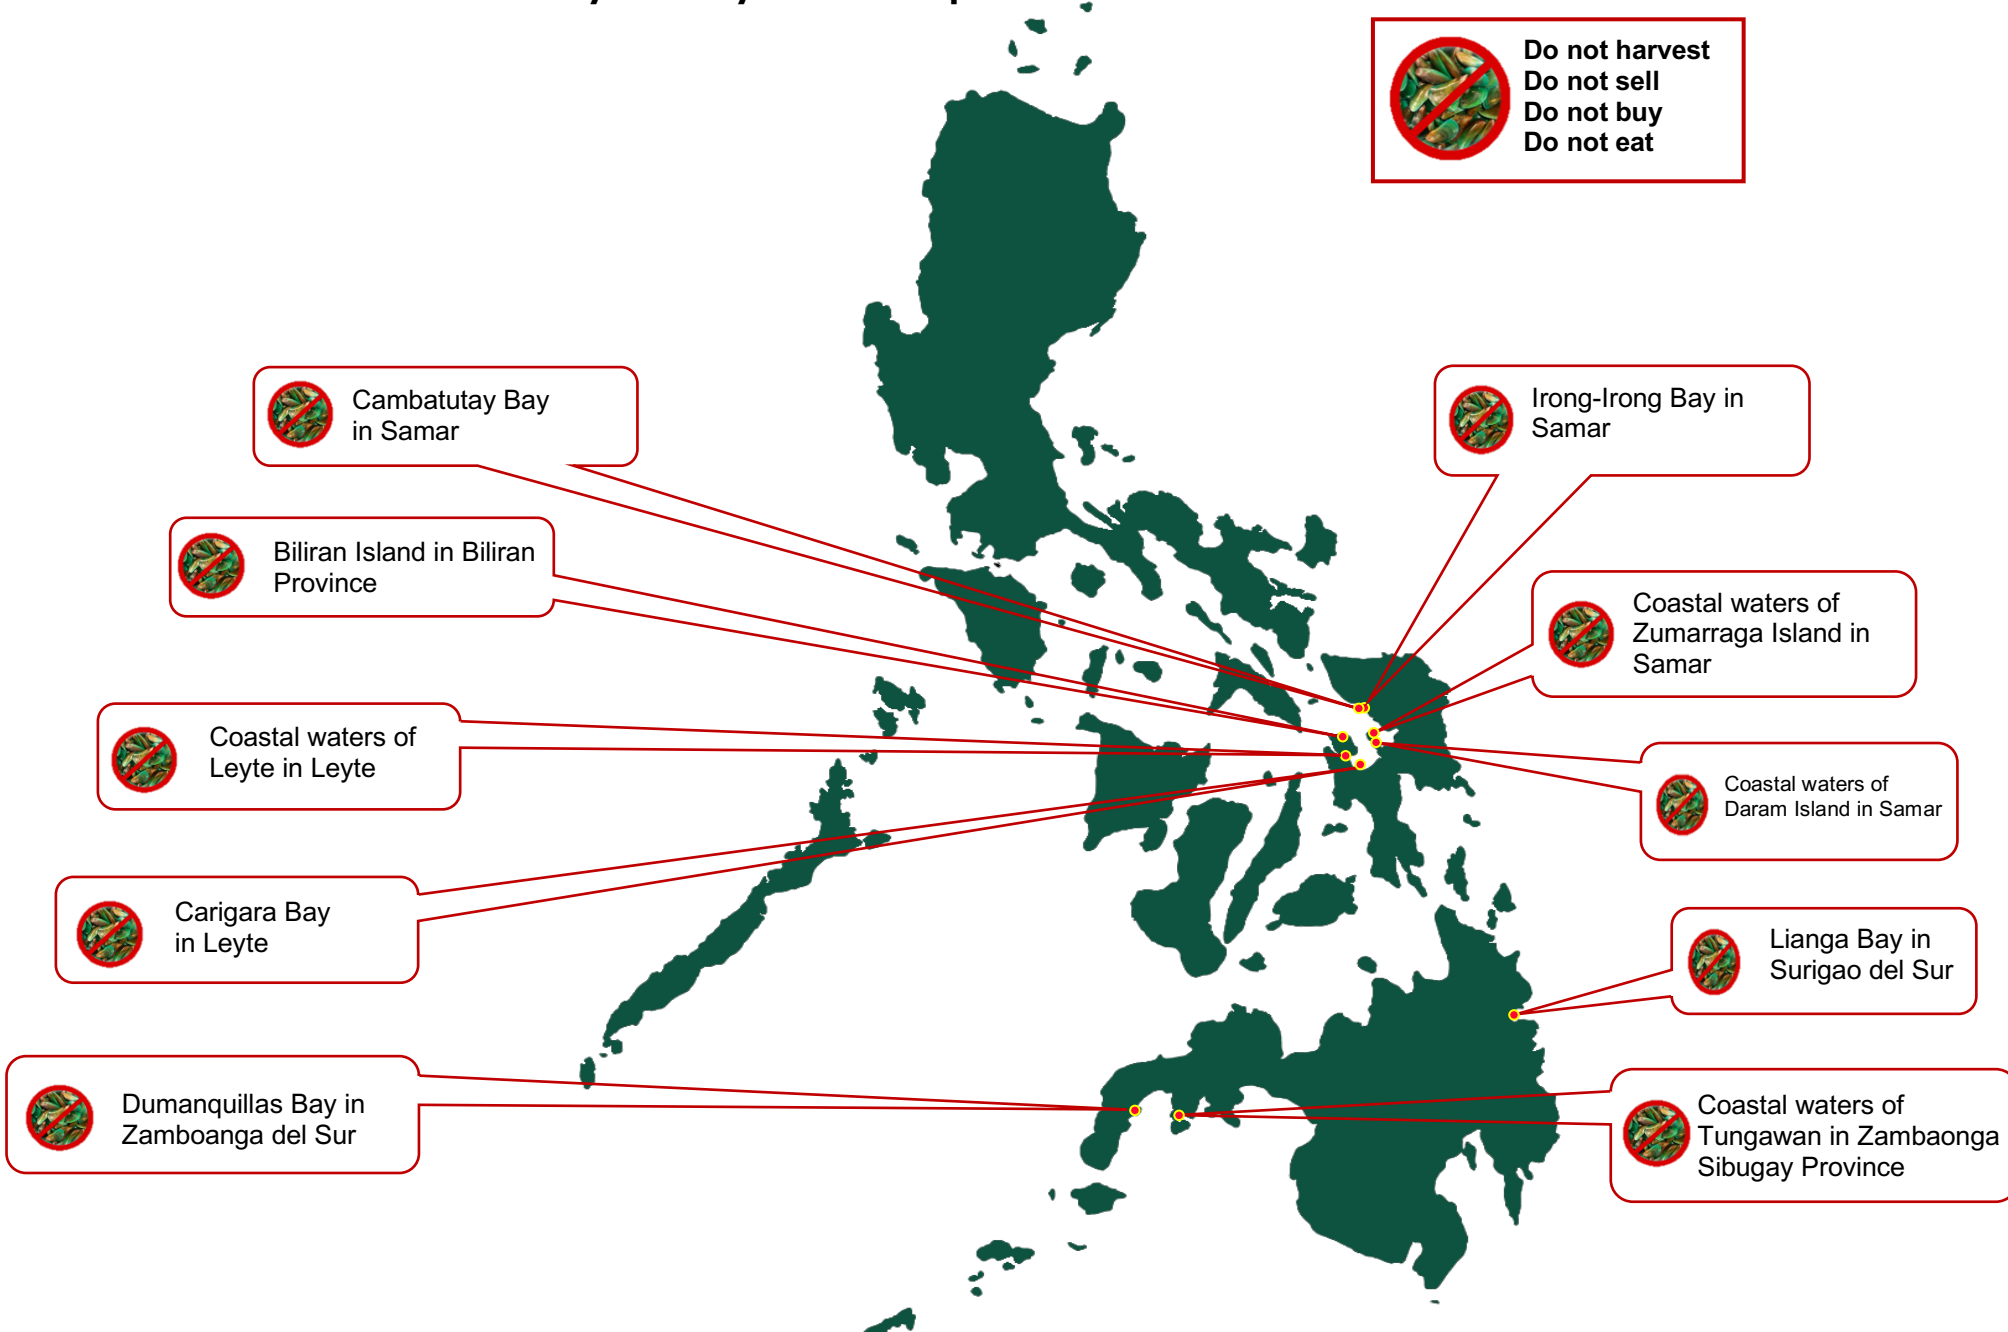 Do not harvest
Do not sell
Do not buy
Do not eat
Cambatutay Bay
in Samar
Irong-Irong Bay in
Samar
Biliran Island in Biliran
Province
Coastal waters of
Zumarraga Island in
Samar
Coastal waters of
Leyte in Leyte
Coastal waters of
Daram Island in Samar
Carigara Bay
in Leyte
Lianga Bay in
Surigao del Sur
Dumanquillas Bay in
Zamboanga del Sur
Coastal waters of
Tungawan in Zambaonga
Sibugay Province